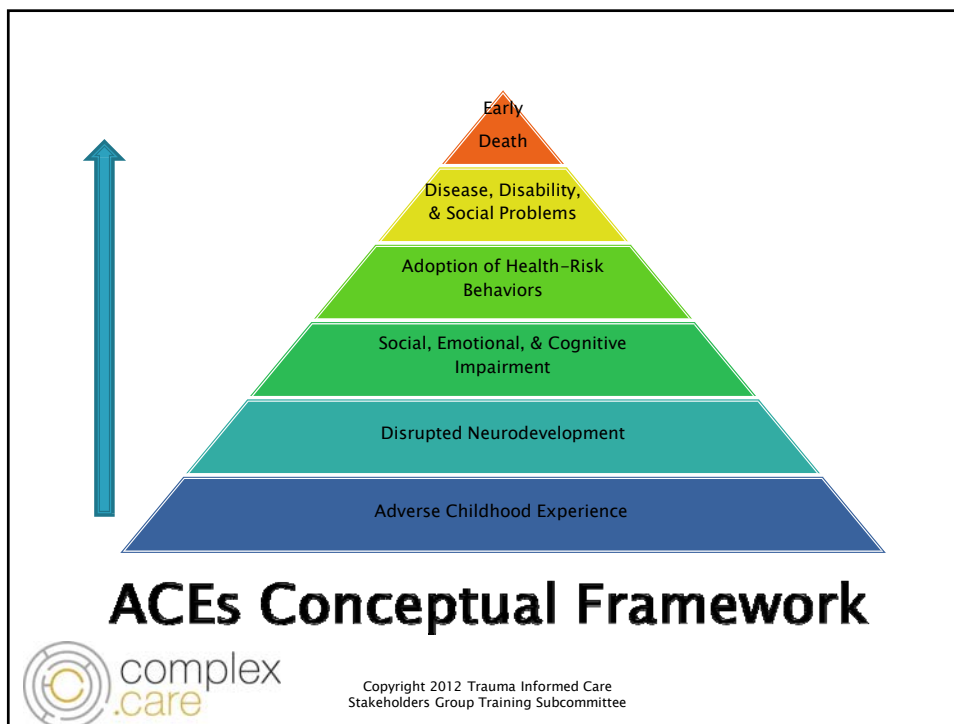 Early
Death
Disease, Disability,
& Social Problems
Adoption of Health-Risk
Behaviors
Social, Emotional, & Cognitive
Impairment
Disrupted Neurodevelopment
Adverse Childhood Experience
ACEs Conceptual Framework
complex
.care
Copyright 2012 Trauma Informed Care
Stakeholders Group Training Subcommittee